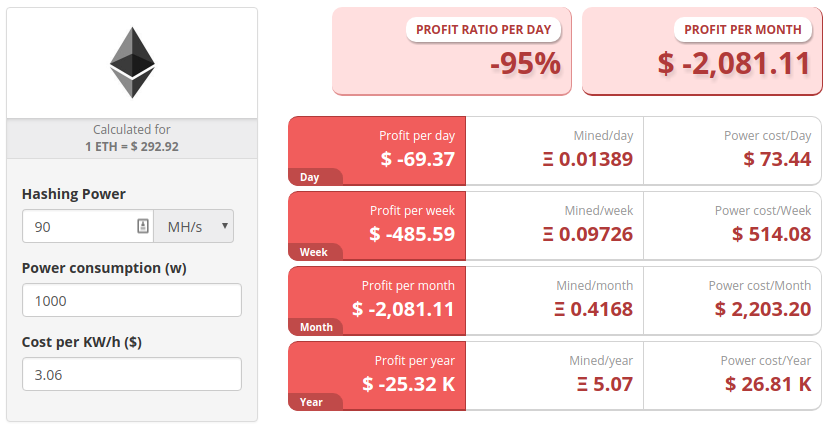 PROFIT RATIO PER DAY
-95%
PROFIT PER MONTH
$ -2,081.11
Calculated for
1 ETH = $ 292.92
Hashing Power
90 MH/s
Power consumption (w)
1000
Cost per KW/h ($)
3.06
Profit per day
$ -69.37
Day
Mined/day
Ξ 0.01389
Power cost/Day
$ 73.44
Profit per week
$ -485.59
Week
Mined/week
Ξ 0.09726
Power cost/Week
$ 514.08
Profit per month
$ -2,081.11
Month
Mined/month
Ξ 0.4168
Power cost/Month
$ 2,203.20
Profit per year
$ -25.32 K
Year
Mined/year
Ξ 5.07
Power cost/Year
$ 26.81 K